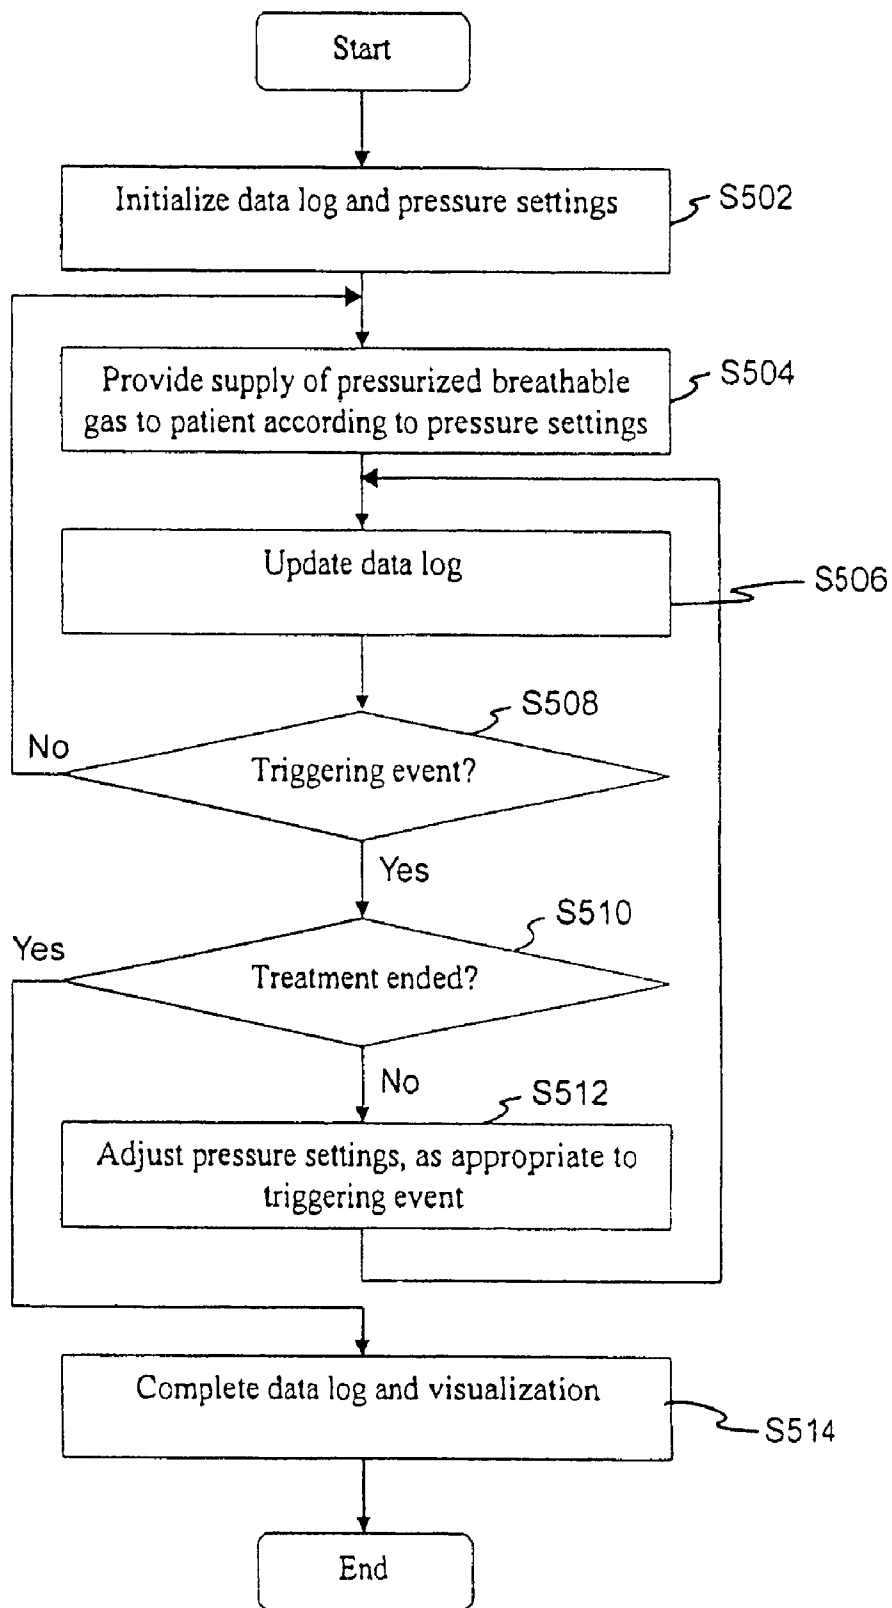 Start
Initialize data log and pressure settings
S502
Provide supply of pressurized breathable
gas to patient according to pressure settings
S504
Update data log
S506
S508
No
Triggering event?
Yes
S510
Yes
Treatment ended?
No
S512
Adjust pressure settings, as appropriate to
triggering event
Complete data log and visualization
S514
End